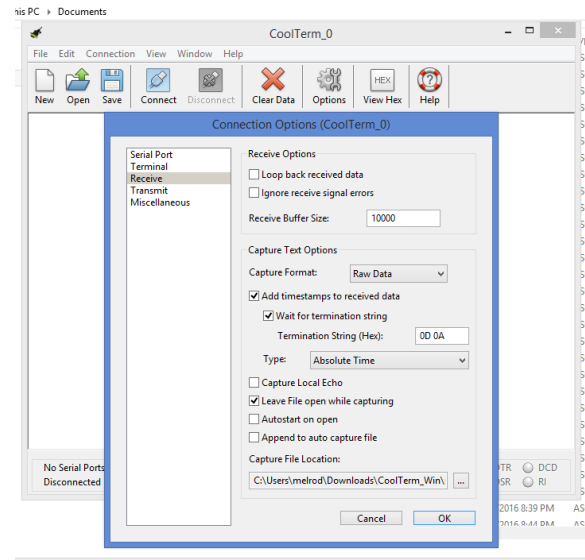 his PC › Documents
CoolTerm_0
File Edit Connection View Window Help
New Open Save Connect Disconnect Clear Data Options HEX View Hex Help
Connection Options (CoolTerm_0)
Serial Port
Terminal
Receive
Transmit
Miscellaneous
Receive Options
Loop back received data
Ignore receive signal errors
Receive Buffer Size: 10000
Capture Text Options
Capture Format: Raw Data
Add timestamps to received data
Wait for termination string
Termination String (Hex): 0D 0A
Type: Absolute Time
Capture Local Echo
Leave File open while capturing
Autostart on open
Append to auto capture file
Capture File Location:
C:\Users\melrod\Downloads\CoolTerm_Win\ ...
Cancel OK
No Serial Ports
Disconnected
DTR DCD
DSR RI
2016 8:39 PM AS
2016 8:44 PM AS